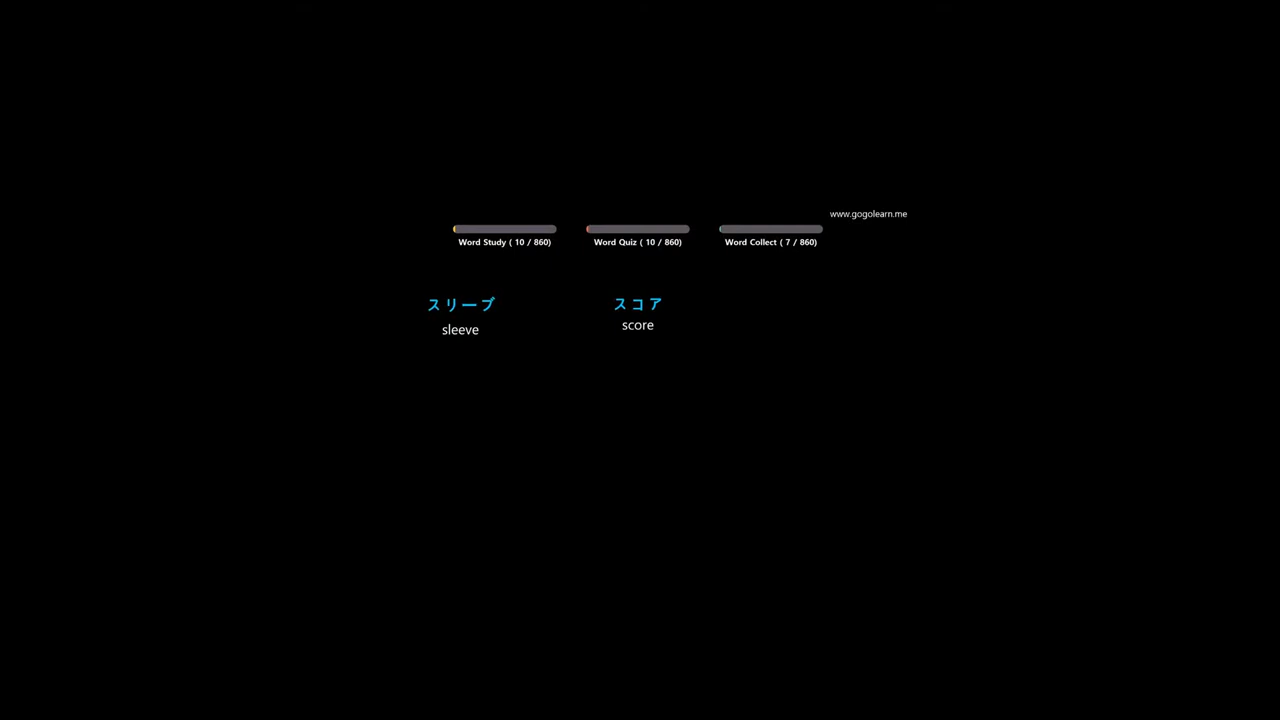 www.gogolearn.me
Word Study ( 10 / 860)
Word Quiz ( 10 / 860)
Word Collect ( 7 / 860)
スリーブ
sleeve
スコア
score